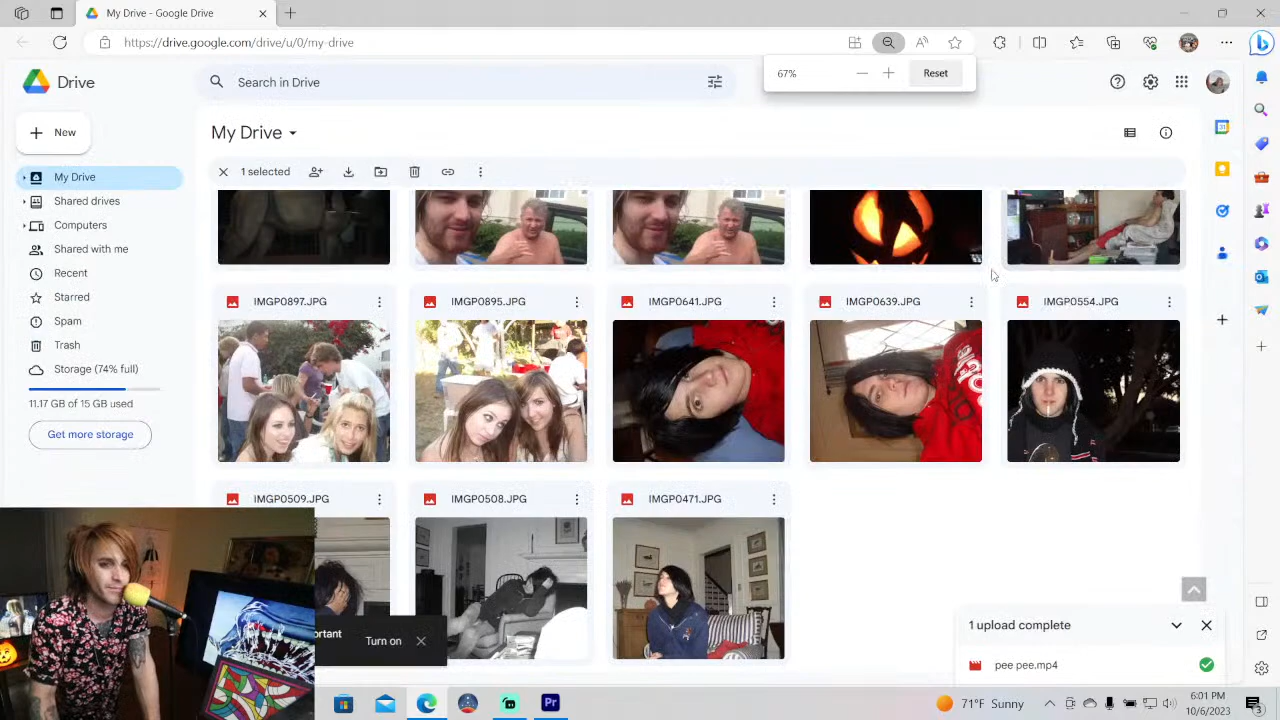 My Drive - Google Drive
https://drive.google.com/drive/u/0/my-drive
67%
Reset
Drive
Search in Drive
New
My Drive
1 selected
My Drive
Shared drives
Computers
Shared with me
Recent
Starred
Spam
Trash
Storage (74% full)
11.17 GB of 15 GB used
Get more storage
IMGP0897.JPG
IMGP0895.JPG
IMGP0641.JPG
IMGP0639.JPG
IMGP0554.JPG
IMGP0509.JPG
IMGP0508.JPG
IMGP0471.JPG
ortant
Turn on
1 upload complete
pee pee.mp4
Pr
71°F Sunny
6:01 PM
10/6/2023